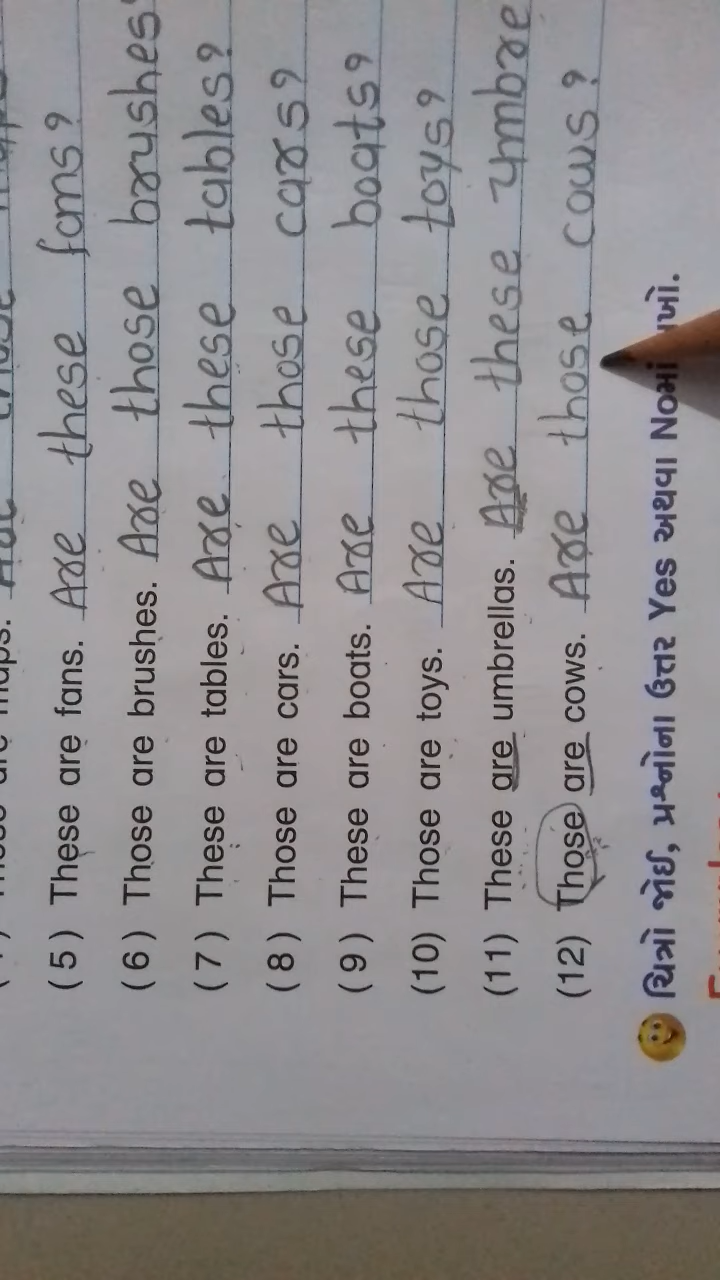 (5) These are fans. Are these fans?
(6) Those are brushes. Are those brushes
(7) These are tables. Are these tables?
(8) Those are cars. Are those cars?
(9) These are boats. Are these boats?
(10) Those are toys. Are those toys?
(11) These are umbrellas. Are these umbre
(12) Those are cows. Are those cows?
ચિત્રો જોઈ, પ્રશ્નોના ઉત્તર Yes અથવા Noમાં